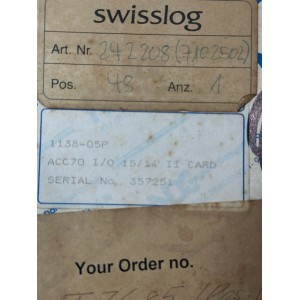 swisslog
Art. Nr. 242208 (7102502)
Pos. 48 Anz. 1
1138-05P
ACC70 I/O 15/14 II CARD
SERIAL No. 357251
Your Order no.